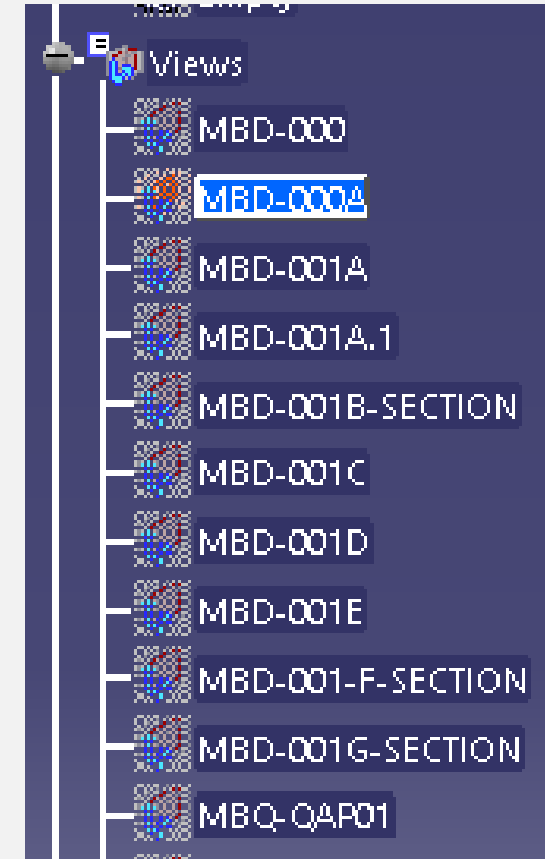 Views
MBD-000
MBD-000A
MBD-001A
MBD-001A.1
MBD-001B-SECTION
MBD-001C
MBD-001D
MBD-001E
MBD-001-F-SECTION
MBD-001G-SECTION
MBQ-QAP01